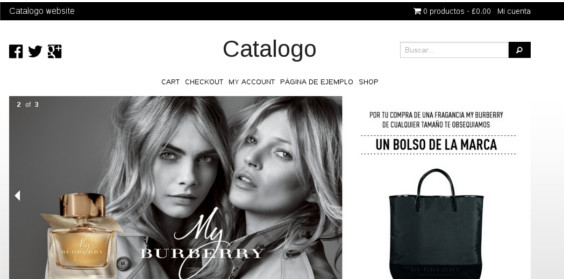 Catalogo website
0 productos - £0.00 Mi cuenta
Catalogo
Buscar...
CART CHECKOUT MY ACCOUNT PÁGINA DE EJEMPLO SHOP
2 of 3
POR TU COMPRA DE UNA FRAGANCIA MY BURBERRY
DE CUALQUIER TAMAÑO TE OBSEQUIAMOS
UN BOLSO DE LA MARCA
My
BURBERRY
My
BURBERRY